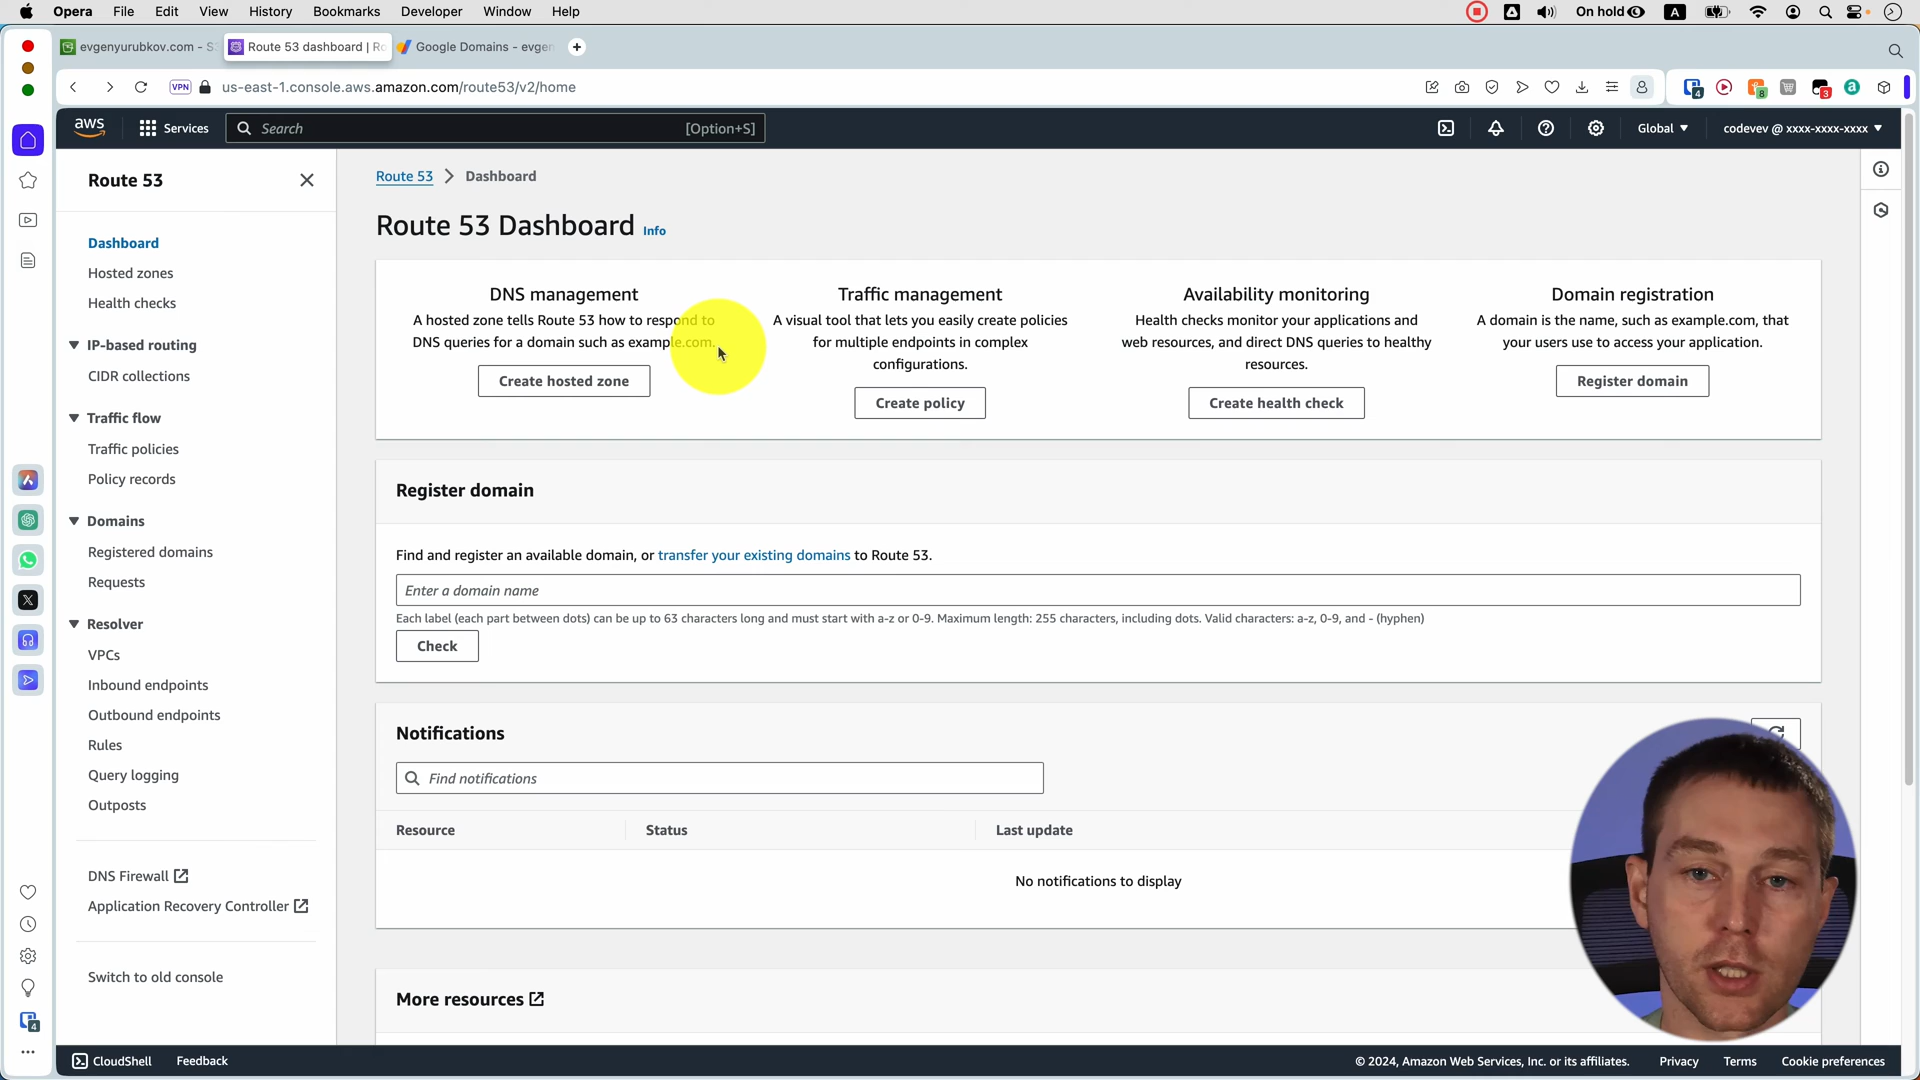 Opera File Edit View History Bookmarks Developer Window Help
On hold A
evgenyurubkov.com - S3
Route 53 dashboard | Ro
Google Domains - evgen
VPN us-east-1.console.aws.amazon.com/route53/v2/home
4 8 3 a
aws Services Search [Option+S] Global codevev @ xxxx-xxxx-xxxx
Route 53
Dashboard
Hosted zones
Health checks
IP-based routing
CIDR collections
Traffic flow
Traffic policies
Policy records
Domains
Registered domains
Requests
Resolver
VPCs
Inbound endpoints
Outbound endpoints
Rules
Query logging
Outposts
DNS Firewall
Application Recovery Controller
Switch to old console
4
Route 53 > Dashboard
Route 53 Dashboard Info
DNS management
A hosted zone tells Route 53 how to respond to
DNS queries for a domain such as example.com.
Create hosted zone
Traffic management
A visual tool that lets you easily create policies
for multiple endpoints in complex
configurations.
Create policy
Availability monitoring
Health checks monitor your applications and
web resources, and direct DNS queries to healthy
resources.
Create health check
Domain registration
A domain is the name, such as example.com, that
your users use to access your application.
Register domain
Register domain
Find and register an available domain, or transfer your existing domains to Route 53.
Enter a domain name
Each label (each part between dots) can be up to 63 characters long and must start with a-z or 0-9. Maximum length: 255 characters, including dots. Valid characters: a-z, 0-9, and - (hyphen)
Check
Notifications
Find notifications
Resource Status Last update
No notifications to display
More resources
CloudShell Feedback © 2024, Amazon Web Services, Inc. or its affiliates. Privacy Terms Cookie preferences